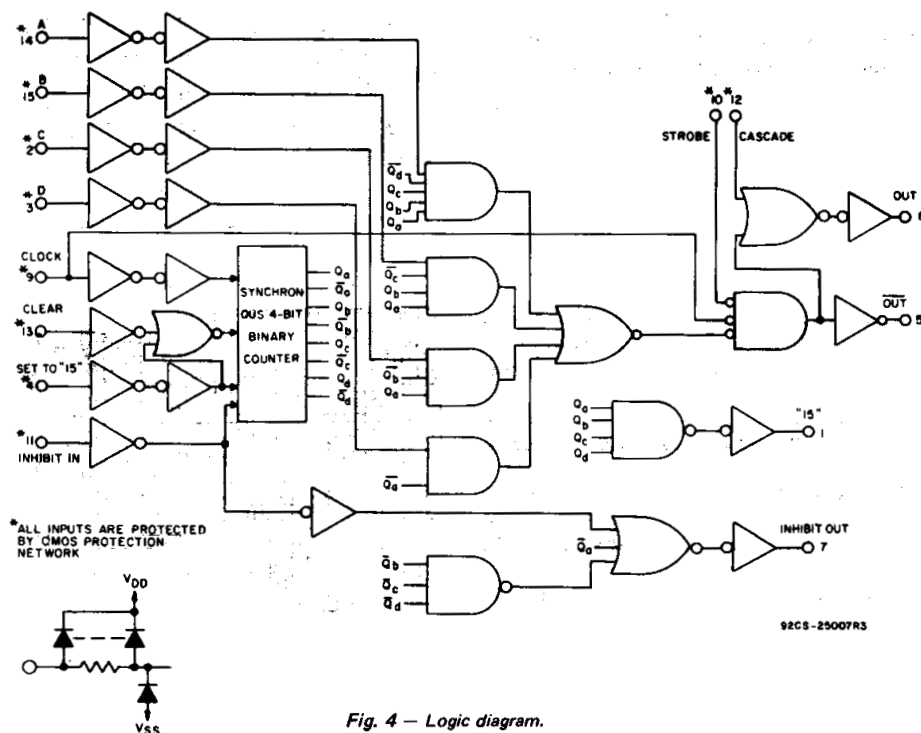 A
*14
B
*15
C
*2
D
*3
CLOCK
*9
CLEAR
*13
SET TO "15"
*4
*11
INHIBIT IN
SYNCHRON
OUS 4-BIT
BINARY
COUNTER
Qa
Q̅a
Qb
Q̅b
Qc
Q̅c
Qd
Q̅d
Q̅d
Qc
Qb
Qa
Q̅c
Qb
Qa
Q̅b
Qa
Q̅a
*10 *12
STROBE
CASCADE
OUT
6
O̅U̅T̅
5
Qa
Qb
Qc
Qd
"15"
1
Q̅a
INHIBIT OUT
7
Q̅b
Q̅c
Q̅d
*ALL INPUTS ARE PROTECTED
BY CMOS PROTECTION
NETWORK
VDD
VSS
92CS-25007R3
Fig. 4 — Logic diagram.